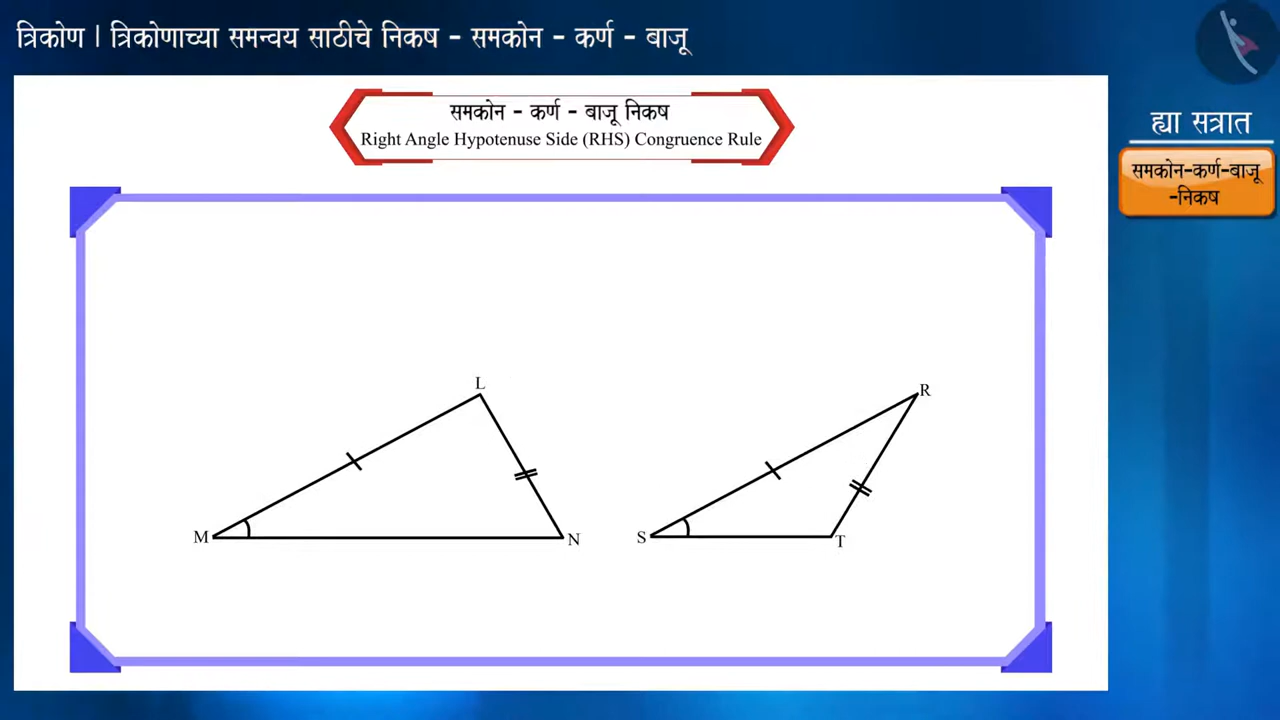 त्रिकोण | त्रिकोणाच्या समन्वय साठीचे निकष - समकोन - कर्ण - बाजू
समकोन - कर्ण - बाजू निकष
Right Angle Hypotenuse Side (RHS) Congruence Rule
ह्या सत्रात
समकोन-कर्ण-बाजू
-निकष
L
R
M
N
S
T